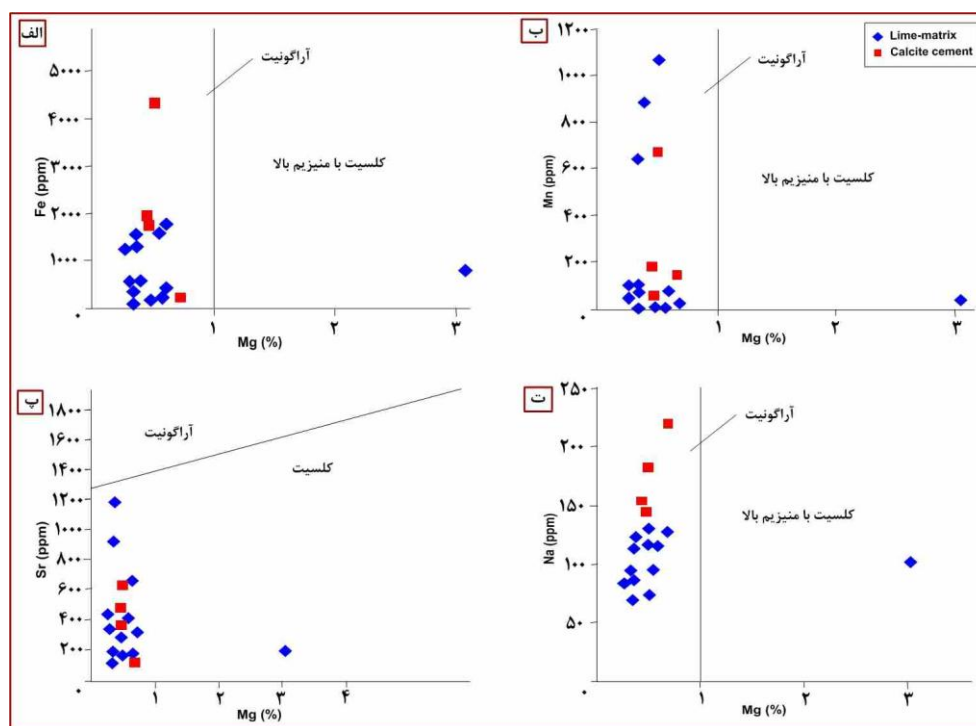 الف
آراگونیت
کلسیت با منیزیم بالا
Fe (ppm)
۵۰۰۰
۴۰۰۰
۳۰۰۰
۲۰۰۰
۱۰۰۰
۰
۱
۲
۳
Mg (%)
ب
آراگونیت
Lime-matrix
Calcite cement
کلسیت با منیزیم بالا
Mn (ppm)
۱۲۰۰
۱۰۰۰
۸۰۰
۶۰۰
۴۰۰
۲۰۰
۰
۱
۲
۳
Mg (%)
پ
آراگونیت
کلسیت
Sr (ppm)
۱۸۰۰
۱۶۰۰
۱۴۰۰
۱۲۰۰
۱۰۰۰
۸۰۰
۶۰۰
۴۰۰
۲۰۰
۰
۱
۲
۳
۴
Mg (%)
ت
آراگونیت
کلسیت با منیزیم بالا
Na (ppm)
۲۵۰
۲۰۰
۱۵۰
۱۰۰
۵۰
۰
۱
۲
۳
Mg (%)